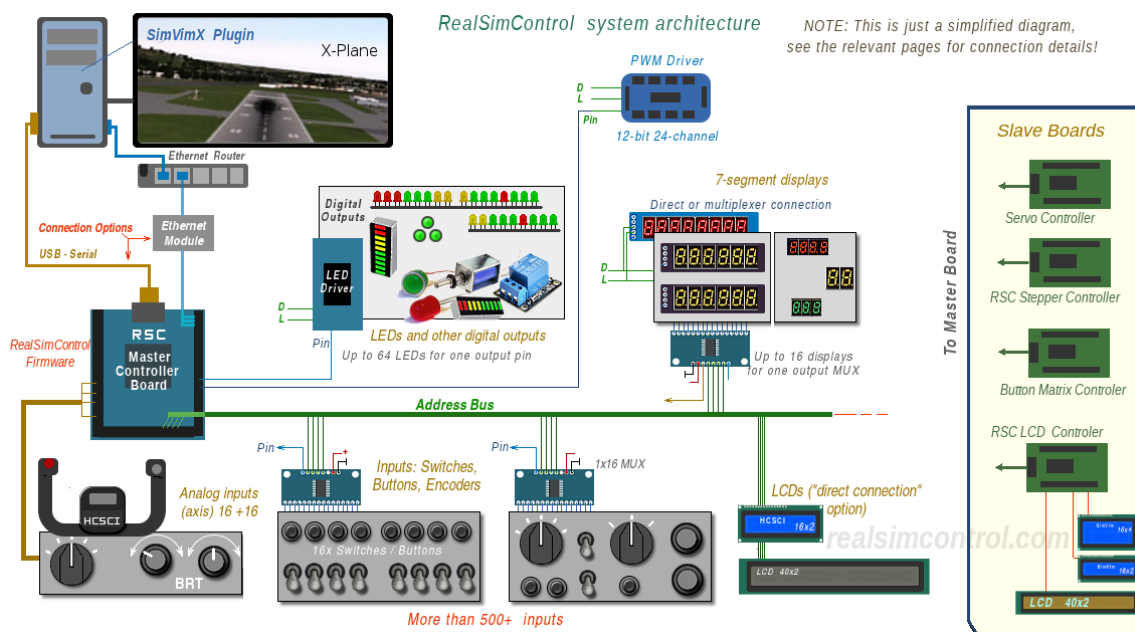 RealSimControl system architecture
NOTE: This is just a simplified diagram,
see the relevant pages for connection details!
SimVimX Plugin
X-Plane
PWM Driver
D
L
Pin
12-bit 24-channel
Ethernet Router
Connection Options
Ethernet
Module
USB - Serial
Digital
Outputs
LED
Driver
D
L
Pin
LEDs and other digital outputs
Up to 64 LEDs for one output pin
7-segment displays
Direct or multiplexer connection
D
L
Up to 16 displays
for one output MUX
RealSimControl
Firmware
RSC
Master
Controller
Board
Address Bus
Pin
+
Inputs: Switches,
Buttons, Encoders
Pin
1x16 MUX
HCSCI
Analog inputs
(axis) 16 +16
BRT
16x Switches / Buttons
More than 500+ inputs
LCDs ("direct connection"
option)
HCSCI
16x2
LCD 40x2
realsimcontrol.com
To Master Board
Slave Boards
Servo Controller
RSC Stepper Controller
Button Matrix Controler
RSC LCD Controler
SimVim
16x4
SimVim
16x2
LCD 40x2